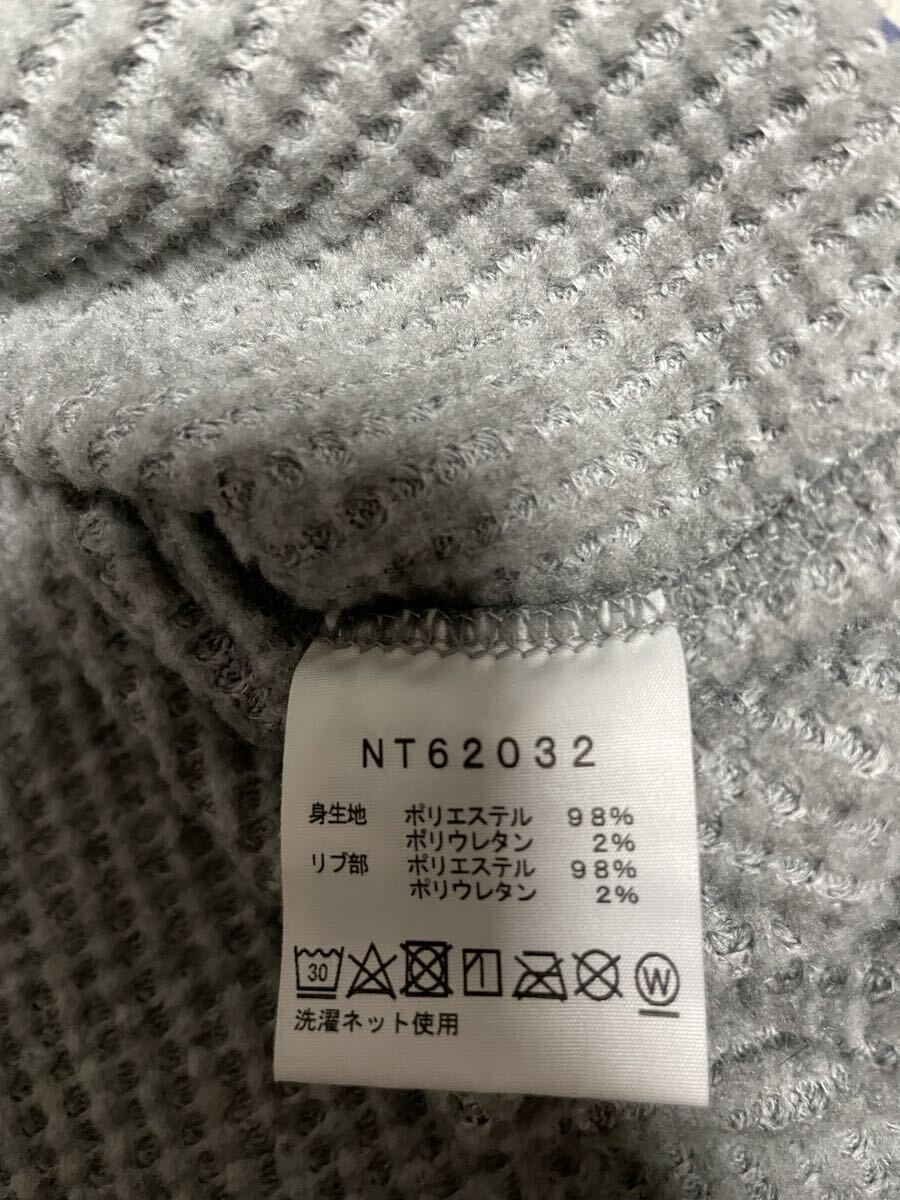 NT62032
身生地 ポリエステル 98%
ポリウレタン 2%
リブ部 ポリエステル 98%
ポリウレタン 2%
30 W
洗濯ネット使用